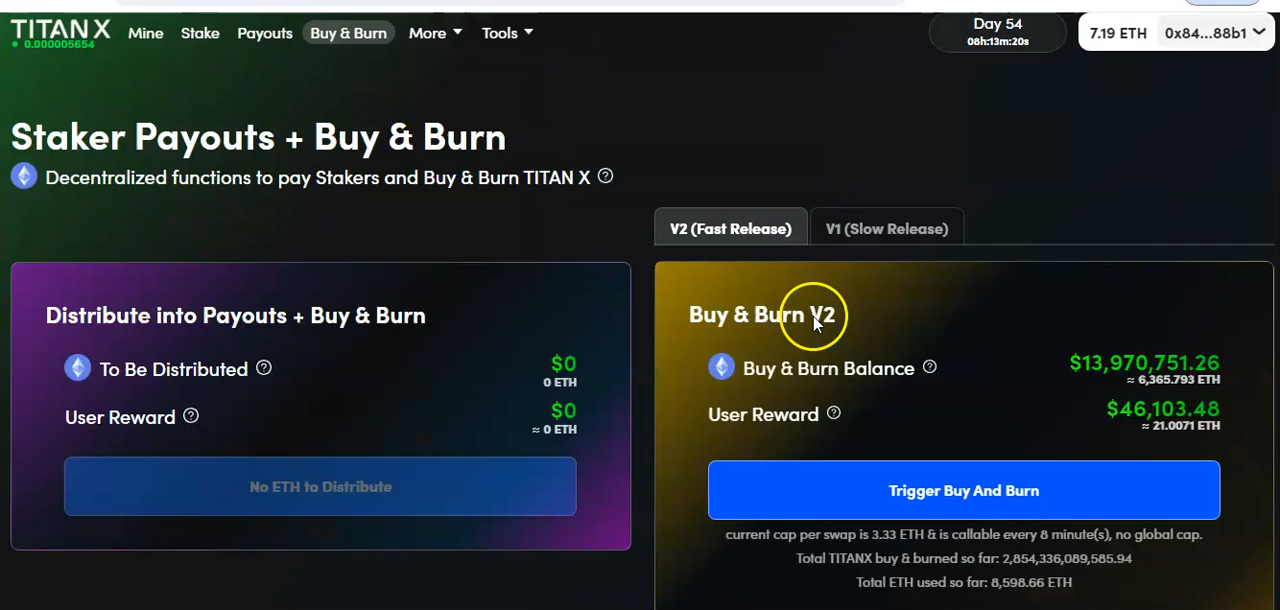 TITAN X
0.000005654
Mine
Stake
Payouts
Buy & Burn
More
Tools
Day 54
08h:13m:20s
7.19 ETH
0x84...88b1
Staker Payouts + Buy & Burn
Decentralized functions to pay Stakers and Buy & Burn TITAN X ?
V2 (Fast Release)
V1 (Slow Release)
Distribute into Payouts + Buy & Burn
To Be Distributed ?
$0
0 ETH
User Reward ?
$0
≈ 0 ETH
No ETH to Distribute
Buy & Burn V2
Buy & Burn Balance ?
$13,970,751.26
≈ 6,365.793 ETH
User Reward ?
$46,103.48
≈ 21.0071 ETH
Trigger Buy And Burn
current cap per swap is 3.33 ETH & is callable every 8 minute(s), no global cap.
Total TITANX buy & burned so far: 2,854,336,089,585.94
Total ETH used so far: 8,598.66 ETH